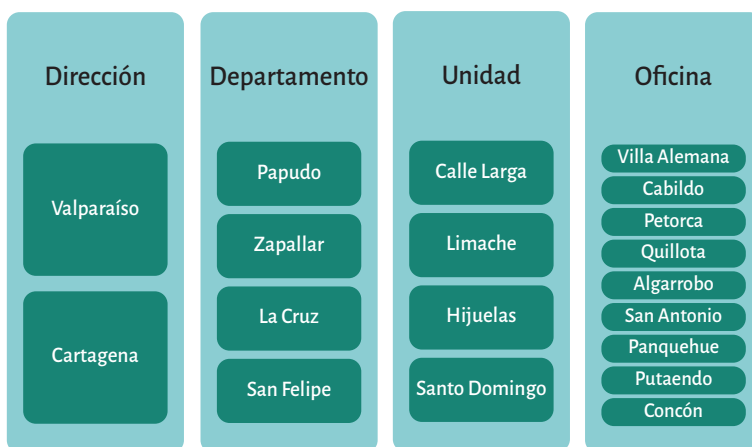 Dirección
Valparaíso
Cartagena
Departamento
Papudo
Zapallar
La Cruz
San Felipe
Unidad
Calle Larga
Limache
Hijuelas
Santo Domingo
Oficina
Villa Alemana
Cabildo
Petorca
Quillota
Algarrobo
San Antonio
Panquehue
Putaendo
Concón